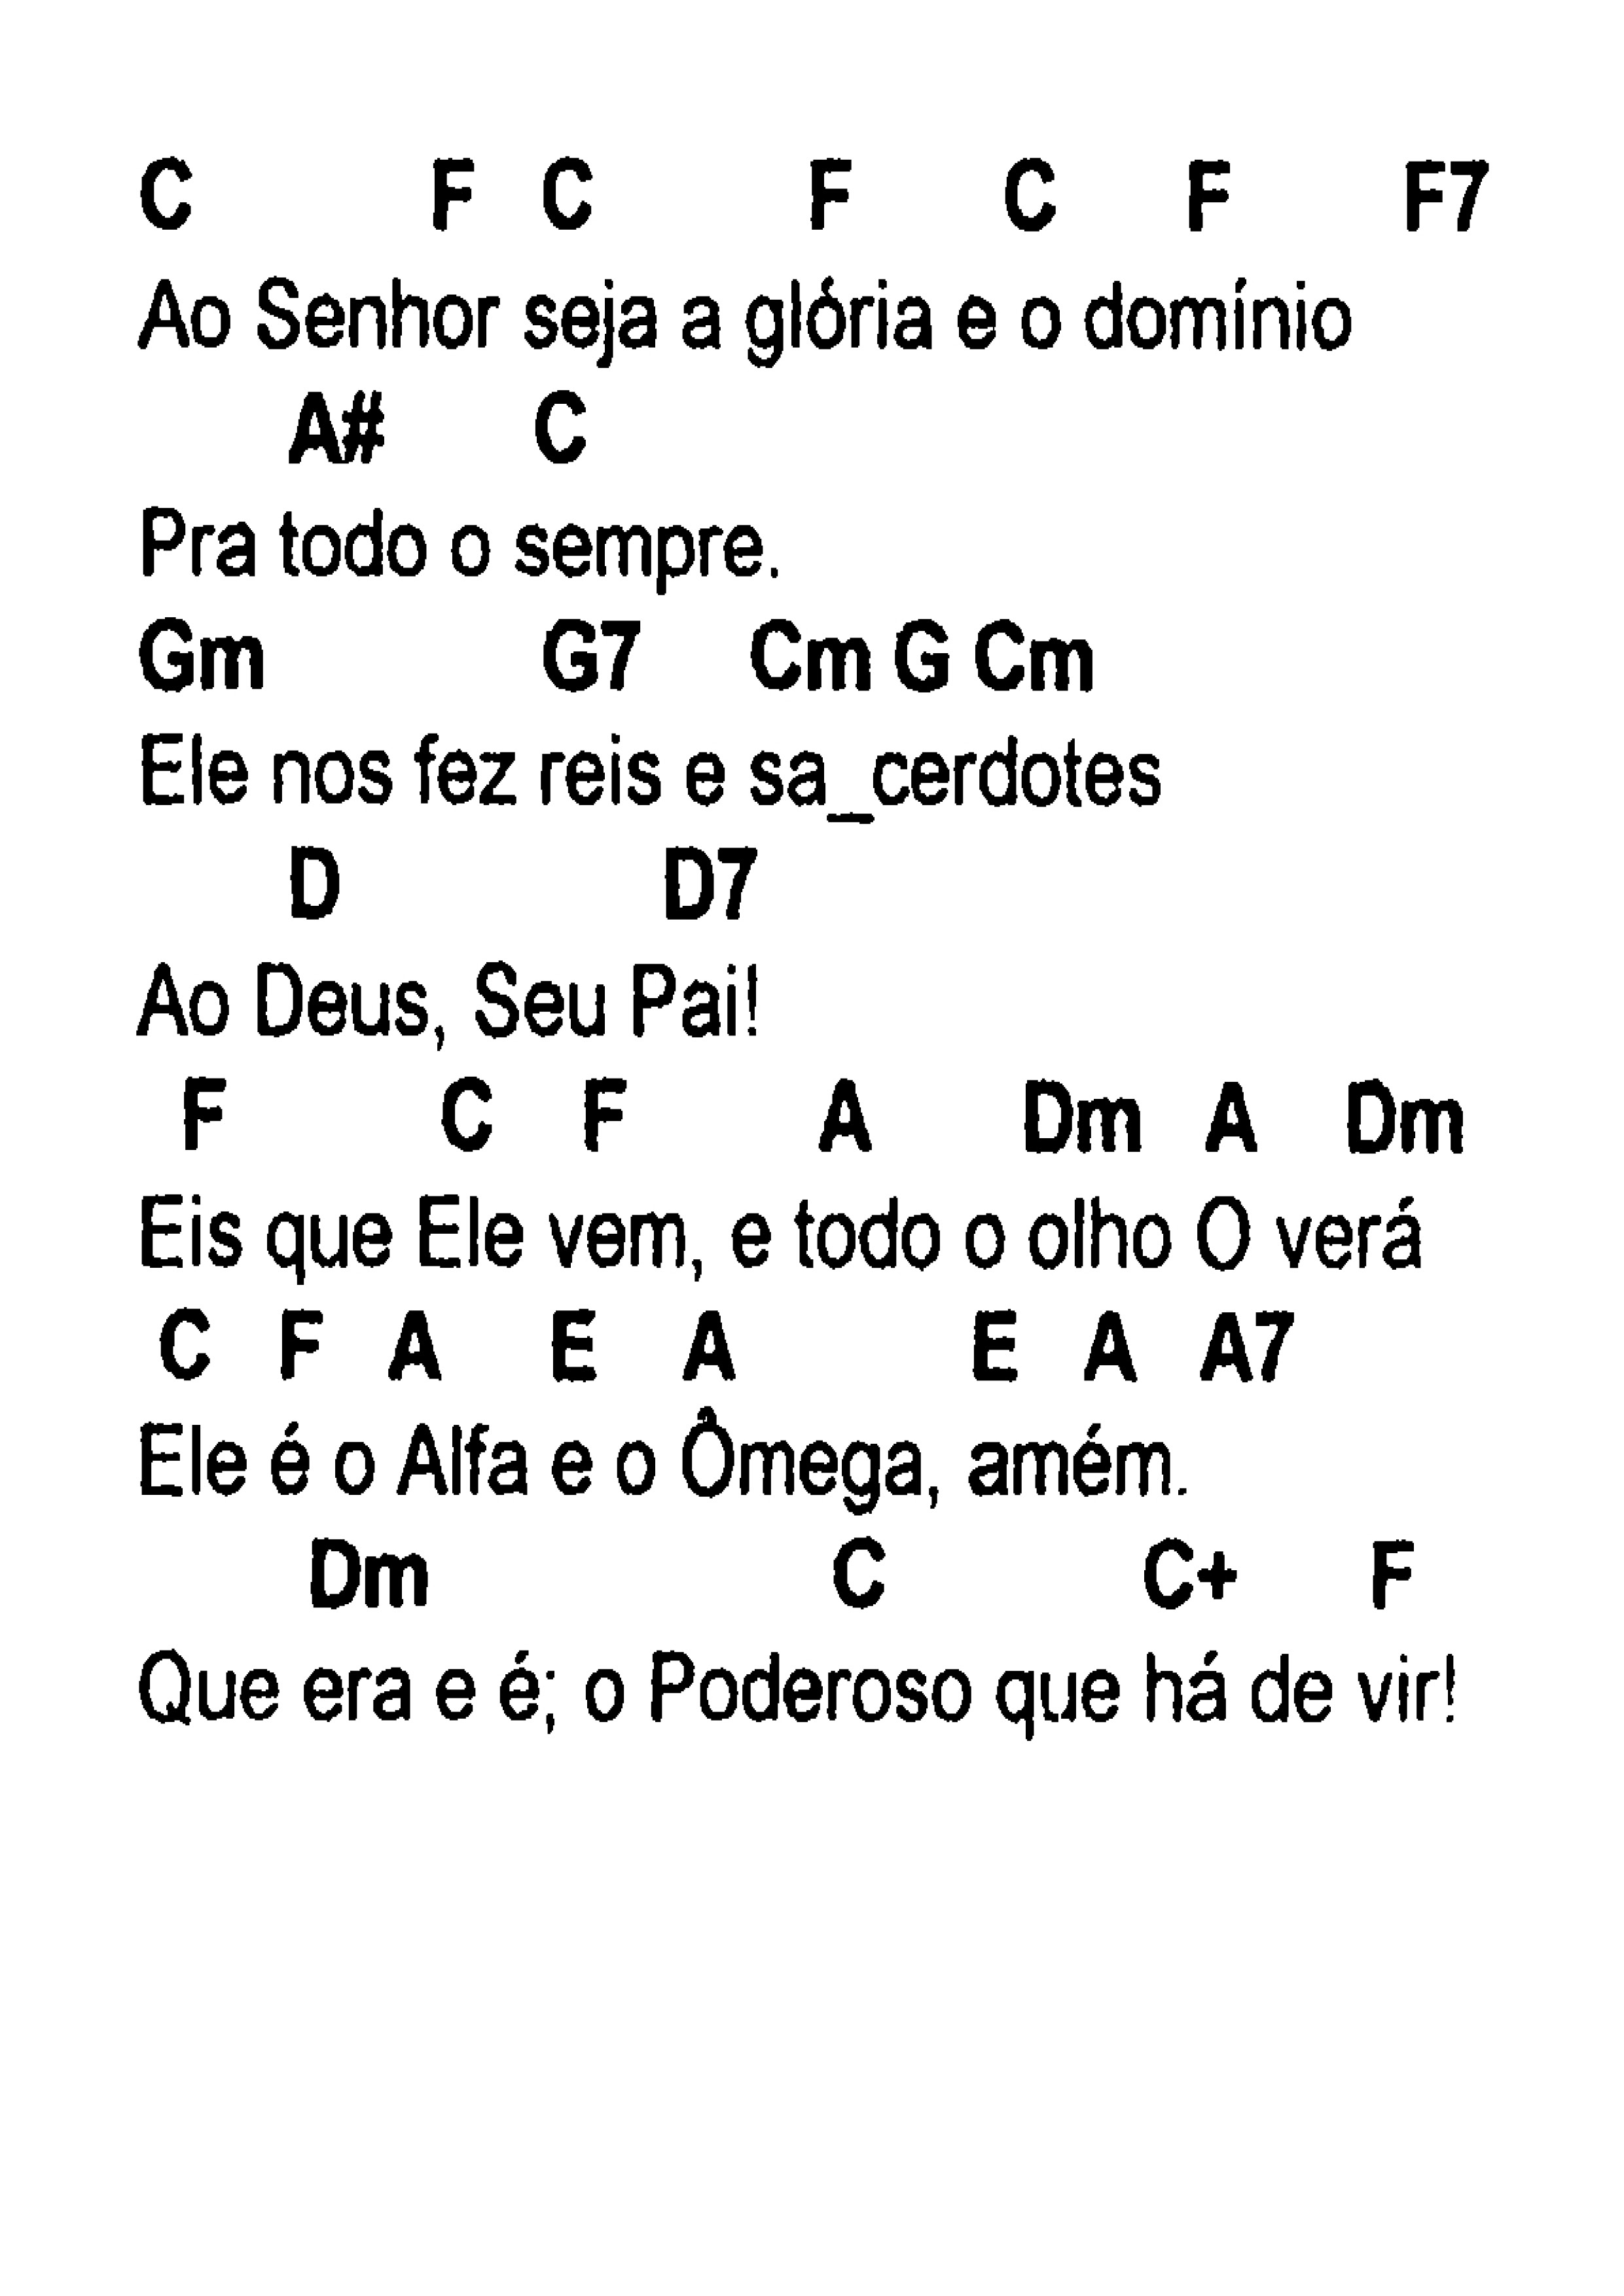 C F C F C F F7
Ao Senhor seja a glória e o domínio
A# C
Pra todo o sempre.
Gm G7 Cm G Cm
Ele nos fez reis e sa_cerdotes
D D7
Ao Deus, Seu Pai!
F C F A Dm A Dm
Eis que Ele vem, e todo o olho O verá
C F A E A E A A7
Ele é o Alfa e o Ômega, amém.
Dm C C+ F
Que era e é; o Poderoso que há de vir!